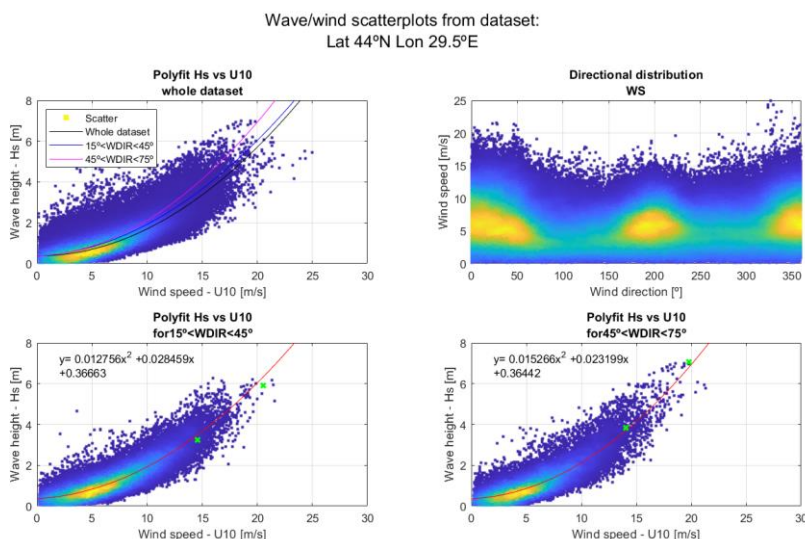 Wave/wind scatterplots from dataset:
Lat 44ºN Lon 29.5ºE
Polyfit Hs vs U10
whole dataset
Wave height - Hs [m]
8
6
4
2
0
Scatter
Whole dataset
15º<WDIR<45º
45º<WDIR<75º
0 5 10 15 20 25 30
Wind speed - U10 [m/s]
Directional distribution
WS
Wind speed [m/s]
25
20
15
10
5
0
0 50 100 150 200 250 300 350
Wind direction [º]
Polyfit Hs vs U10
for15º<WDIR<45º
y= 0.012756x² +0.028459x
+0.36663
Wave height - Hs [m]
8
6
4
2
0
0 5 10 15 20 25 30
Wind speed - U10 [m/s]
Polyfit Hs vs U10
for45º<WDIR<75º
y= 0.015266x² +0.023199x
+0.36442
Wave height - Hs [m]
8
6
4
2
0
0 5 10 15 20 25 30
Wind speed - U10 [m/s]